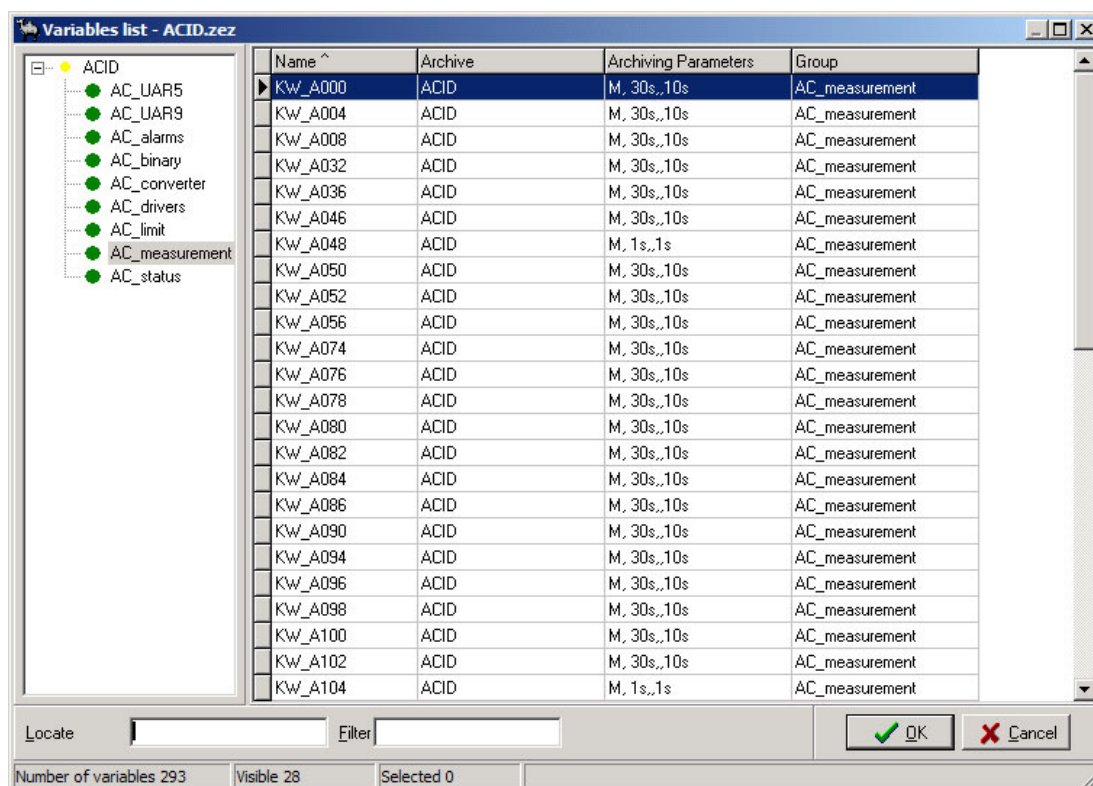 Variables list - ACID.zez
ACID
AC_UAR5
AC_UAR9
AC_alarms
AC_binary
AC_converter
AC_drivers
AC_limit
AC_measurement
AC_status
Name ^ Archive Archiving Parameters Group
KW_A000 ACID M, 30s,,10s AC_measurement
KW_A004 ACID M, 30s,,10s AC_measurement
KW_A008 ACID M, 30s,,10s AC_measurement
KW_A032 ACID M, 30s,,10s AC_measurement
KW_A036 ACID M, 30s,,10s AC_measurement
KW_A046 ACID M, 30s,,10s AC_measurement
KW_A048 ACID M, 1s,,1s AC_measurement
KW_A050 ACID M, 30s,,10s AC_measurement
KW_A052 ACID M, 30s,,10s AC_measurement
KW_A056 ACID M, 30s,,10s AC_measurement
KW_A074 ACID M, 30s,,10s AC_measurement
KW_A076 ACID M, 30s,,10s AC_measurement
KW_A078 ACID M, 30s,,10s AC_measurement
KW_A080 ACID M, 30s,,10s AC_measurement
KW_A082 ACID M, 30s,,10s AC_measurement
KW_A084 ACID M, 30s,,10s AC_measurement
KW_A086 ACID M, 30s,,10s AC_measurement
KW_A090 ACID M, 30s,,10s AC_measurement
KW_A094 ACID M, 30s,,10s AC_measurement
KW_A096 ACID M, 30s,,10s AC_measurement
KW_A098 ACID M, 30s,,10s AC_measurement
KW_A100 ACID M, 30s,,10s AC_measurement
KW_A102 ACID M, 30s,,10s AC_measurement
KW_A104 ACID M, 1s,,1s AC_measurement
Locate Filter OK Cancel
Number of variables 293 Visible 28 Selected 0